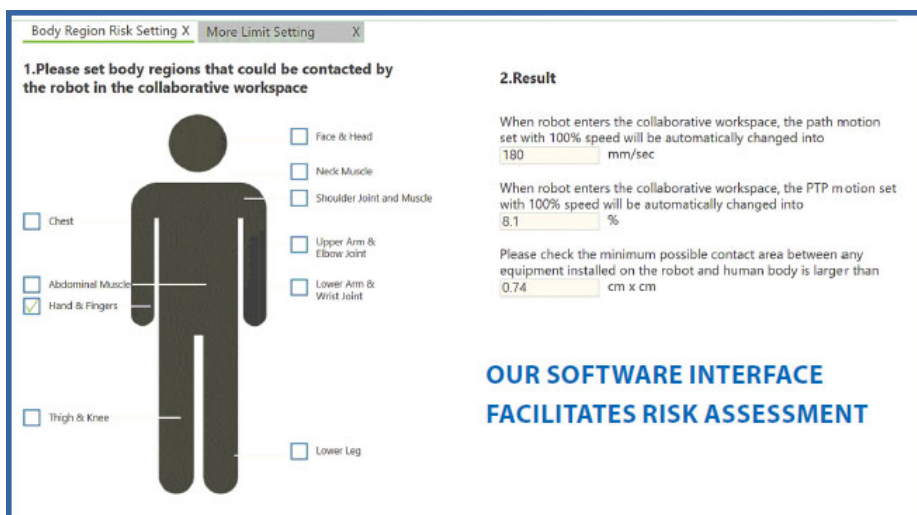 Body Region Risk Setting X
More Limit Setting X
1.Please set body regions that could be contacted by
the robot in the collaborative workspace
Face & Head
Neck Muscle
Shoulder Joint and Muscle
Chest
Upper Arm &
Elbow Joint
Abdominal Muscle
Lower Arm &
Wrist Joint
Hand & Fingers
Thigh & Knee
Lower Leg
2.Result
When robot enters the collaborative workspace, the path motion
set with 100% speed will be automatically changed into
180 mm/sec
When robot enters the collaborative workspace, the PTP motion set
with 100% speed will be automatically changed into
8.1 %
Please check the minimum possible contact area between any
equipment installed on the robot and human body is larger than
0.74 cm x cm
OUR SOFTWARE INTERFACE
FACILITATES RISK ASSESSMENT